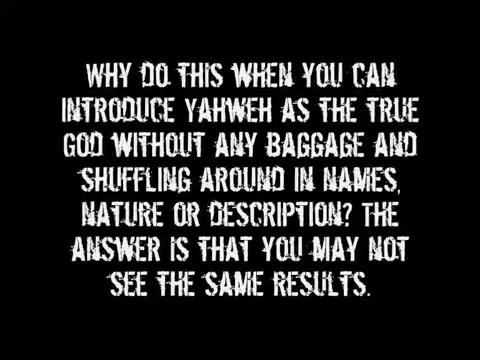 WHY DO THIS WHEN YOU CAN
INTRODUCE YAHWEH AS THE TRUE
GOD WITHOUT ANY BAGGAGE AND
SHUFFLING AROUND IN NAMES,
NATURE OR DESCRIPTION? THE
ANSWER IS THAT YOU MAY NOT
SEE THE SAME RESULTS.